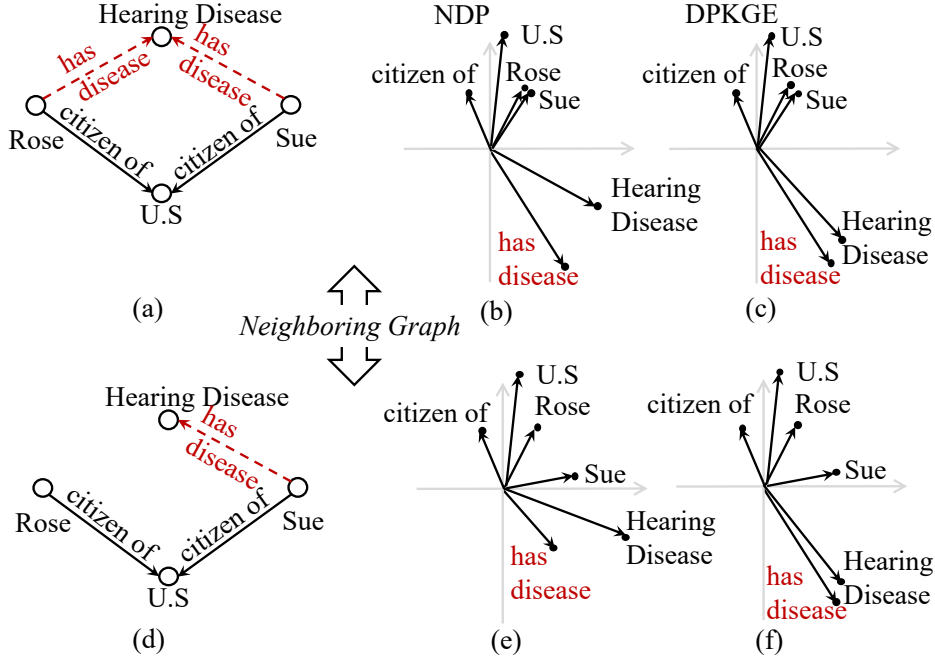 Hearing Disease
has
disease
has
disease
Rose
citizen of
citizen of
Sue
U.S
(a)
NDP
U.S
citizen of
Rose
Sue
Hearing
Disease
has
disease
(b)
DPKGE
U.S
citizen of
Rose
Sue
Hearing
Disease
has
disease
(c)
Neighboring Graph
Hearing Disease
has
disease
Rose
citizen of
citizen of
Sue
U.S
(d)
U.S
citizen of
Rose
Sue
Hearing
Disease
has
disease
(e)
U.S
citizen of
Rose
Sue
Hearing
Disease
has
disease
(f)